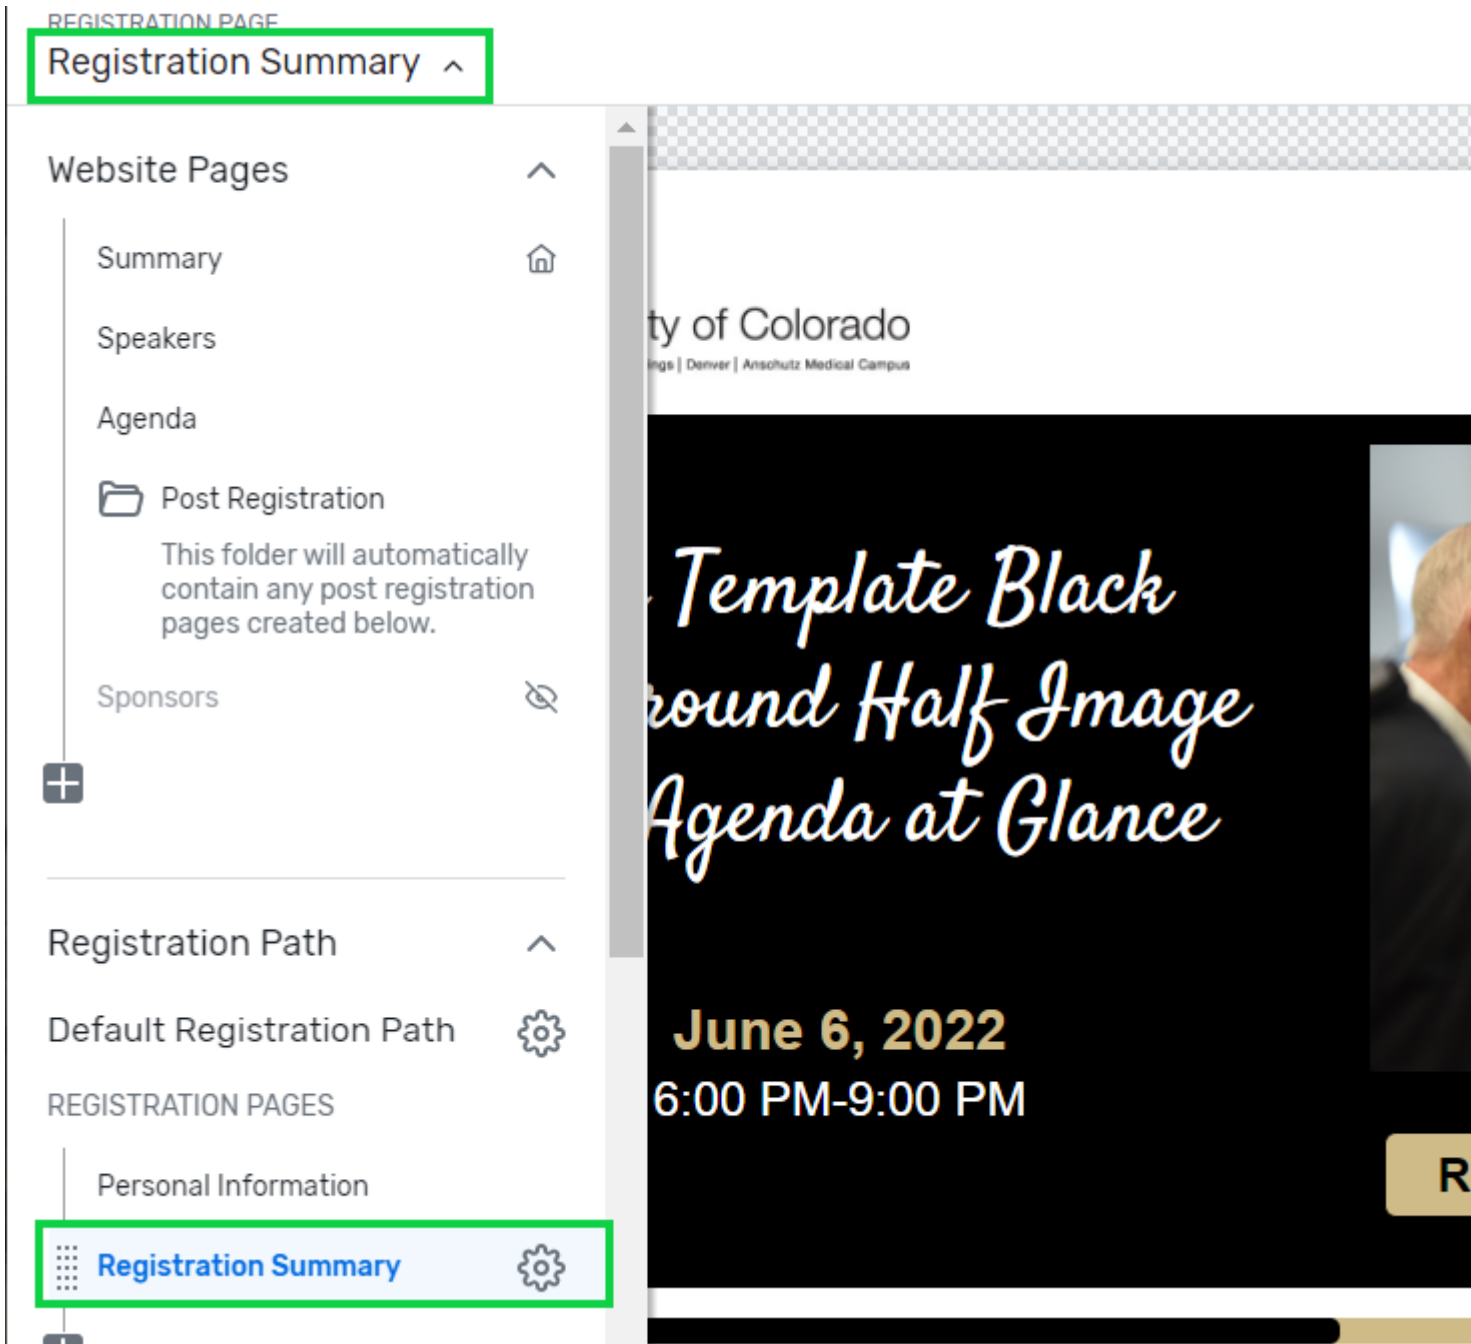 REGISTRATION PAGE
Registration Summary
Website Pages
Summary
Speakers
Agenda
Post Registration
This folder will automatically
contain any post registration
pages created below.
Sponsors
Registration Path
Default Registration Path
REGISTRATION PAGES
Personal Information
Registration Summary
ty of Colorado
ings | Denver | Anschutz Medical Campus
Template Black
round Half Image
Agenda at Glance
June 6, 2022
6:00 PM-9:00 PM
R